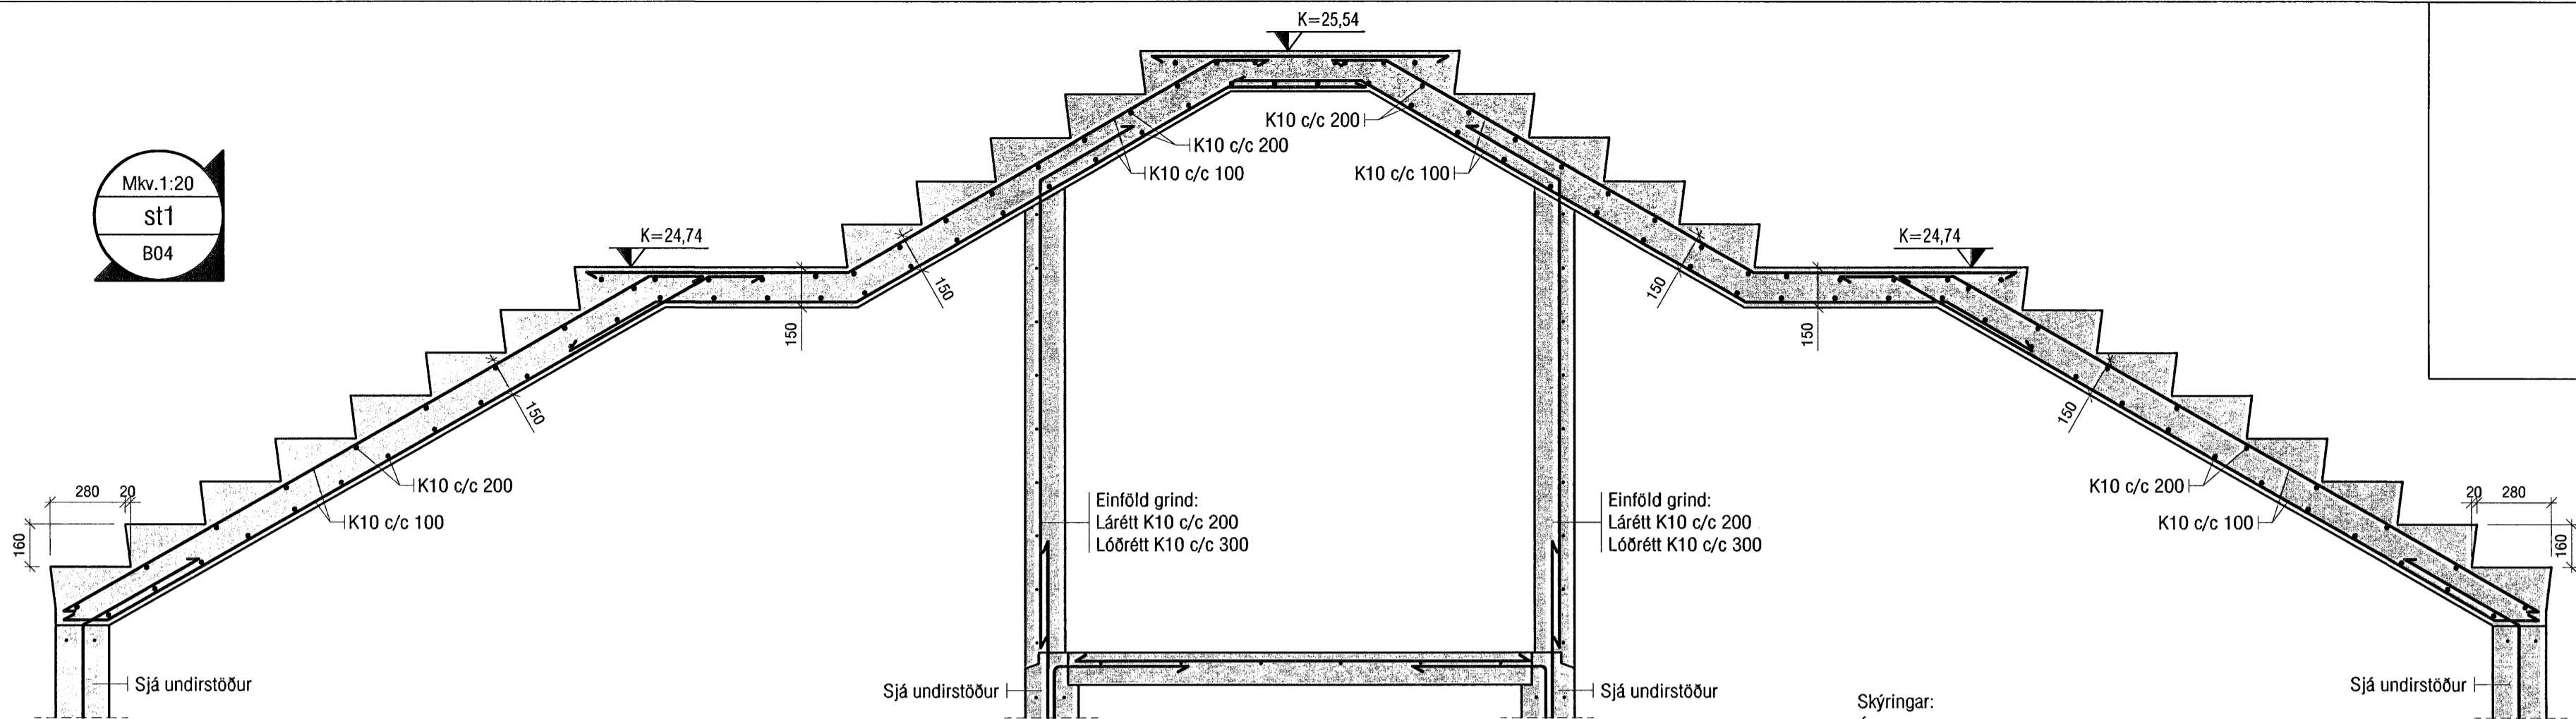 K=25,54
Mkv.1:20
st1
B04
K10 c/c 200
K10 c/c 200
K10 c/c 100
K10 c/c 100
K=24,74
K=24,74
150
150
150
150
150
150
280
20
160
K10 c/c 200
K10 c/c 100
Einföld grind:
Lárétt K10 c/c 200
Lóðrétt K10 c/c 300
Einföld grind:
Lárétt K10 c/c 200
Lóðrétt K10 c/c 300
K10 c/c 200
K10 c/c 100
20
280
160
Sjá undirstöður
Sjá undirstöður
Sjá undirstöður
Sjá undirstöður
Skýringar: